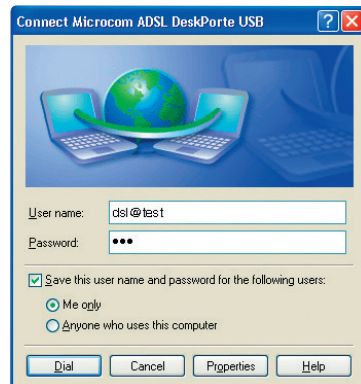 Connect Microcom ADSL DeskPorte USB
User name: dsl@test
Password: •••
Save this user name and password for the following users:
Me only
Anyone who uses this computer
Dial Cancel Properties Help